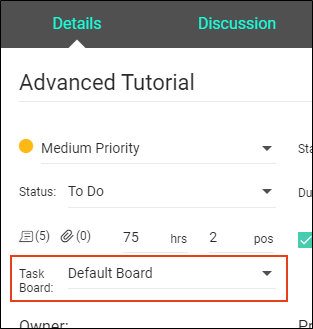 Details Discussion
Advanced Tutorial
Medium Priority Sta
Status: To Do Du
(5) (0) 75 hrs 2 pos
Task
Board: Default Board
Owner: Pr